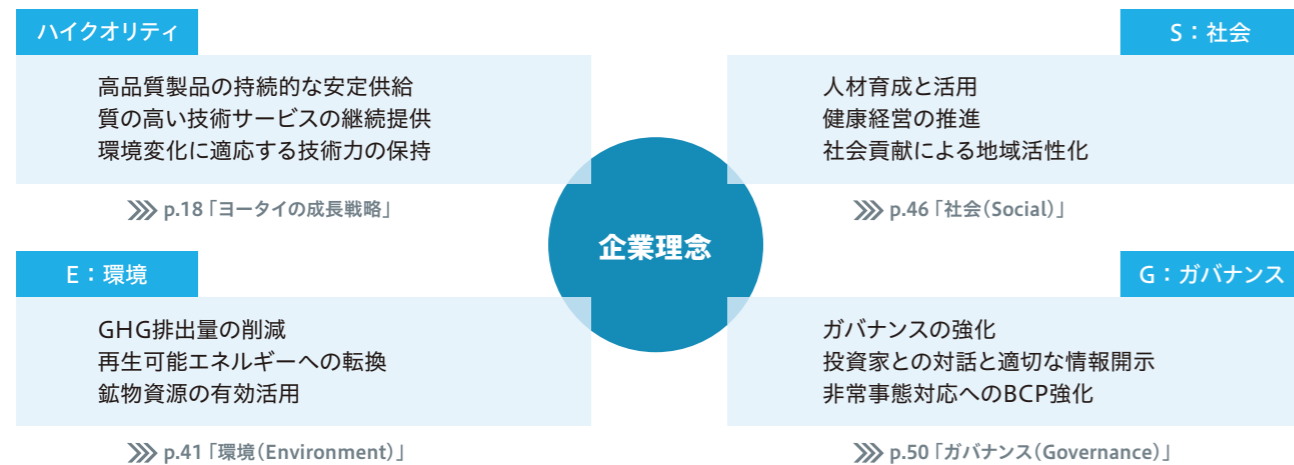 ハイクオリティ
高品質製品の持続的な安定供給
質の高い技術サービスの継続提供
環境変化に適応する技術力の保持
p.18「ヨータイの成長戦略」
S：社会
人材育成と活用
健康経営の推進
社会貢献による地域活性化
p.46「社会（Social）」
企業理念
E：環境
GHG排出量の削減
再生可能エネルギーへの転換
鉱物資源の有効活用
p.41「環境（Environment）」
G：ガバナンス
ガバナンスの強化
投資家との対話と適切な情報開示
非常事態対応へのBCP強化
p.50「ガバナンス（Governance）」